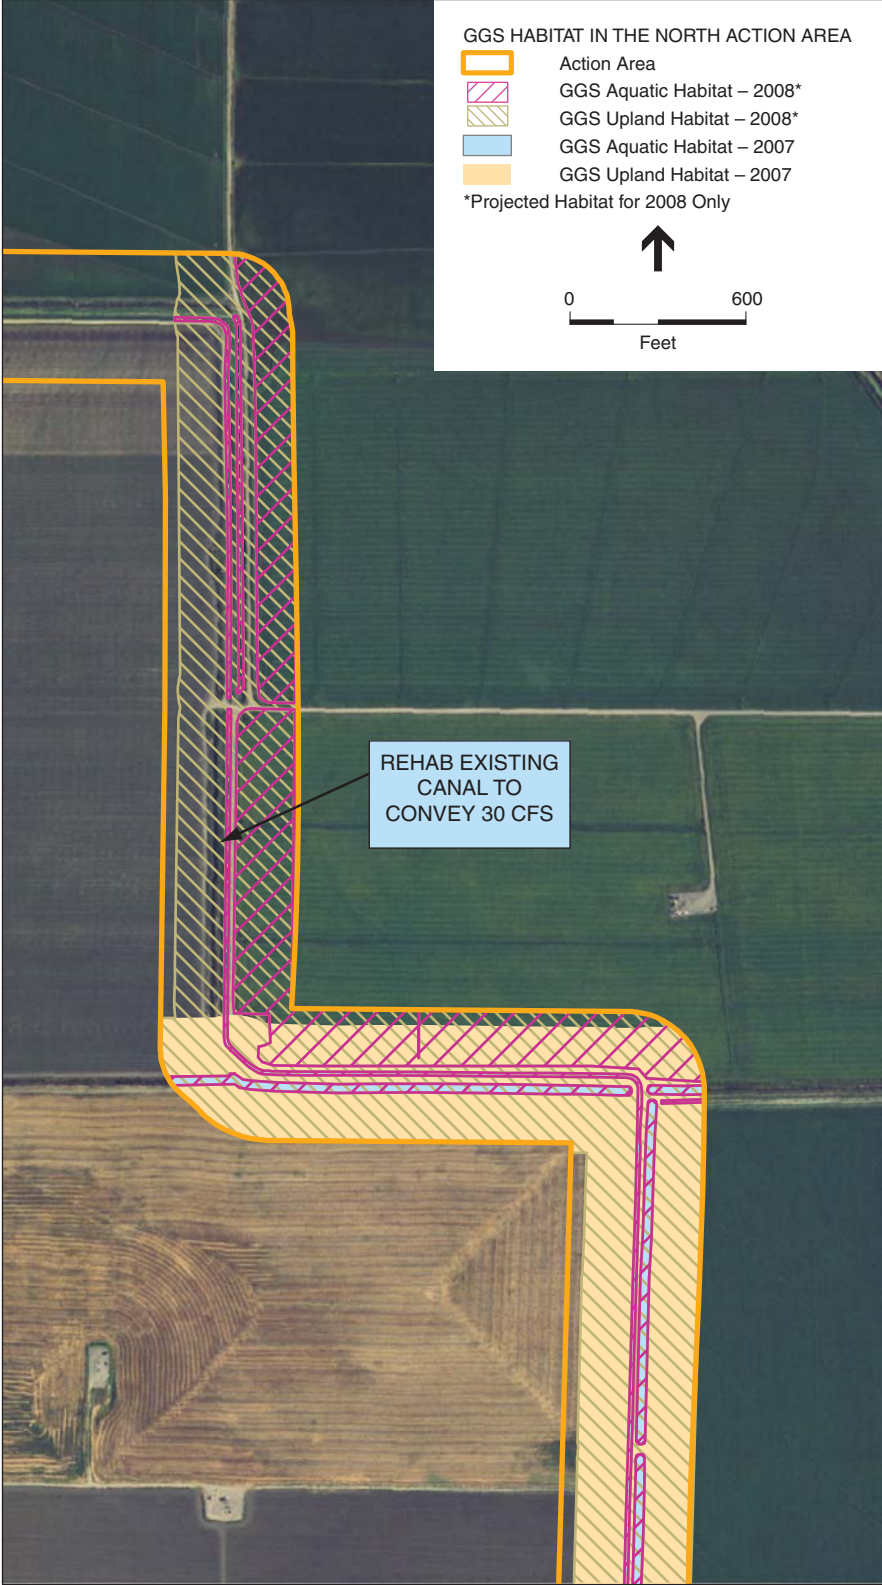 GGS HABITAT IN THE NORTH ACTION AREA
Action Area
GGS Aquatic Habitat – 2008*
GGS Upland Habitat – 2008*
GGS Aquatic Habitat – 2007
GGS Upland Habitat – 2007
*Projected Habitat for 2008 Only
0 600
Feet
REHAB EXISTING
CANAL TO
CONVEY 30 CFS